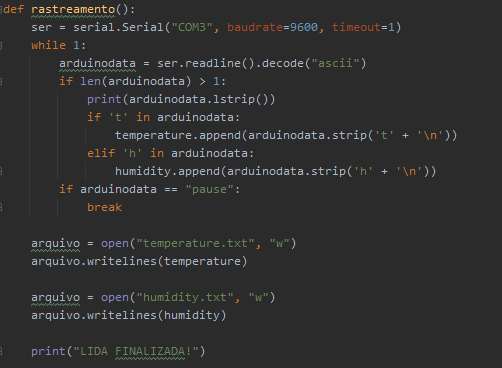 def rastreamento():
    ser = serial.Serial("COM3", baudrate=9600, timeout=1)
    while 1:
        arduinodata = ser.readline().decode("ascii")
        if len(arduinodata) > 1:
            print(arduinodata.lstrip())
            if 't' in arduinodata:
                temperature.append(arduinodata.strip('t' + '\n'))
            elif 'h' in arduinodata:
                humidity.append(arduinodata.strip('h' + '\n'))
        if arduinodata == "pause":
            break

    arquivo = open("temperature.txt", "w")
    arquivo.writelines(temperature)

    arquivo = open("humidity.txt", "w")
    arquivo.writelines(humidity)

    print("LIDA FINALIZADA!")